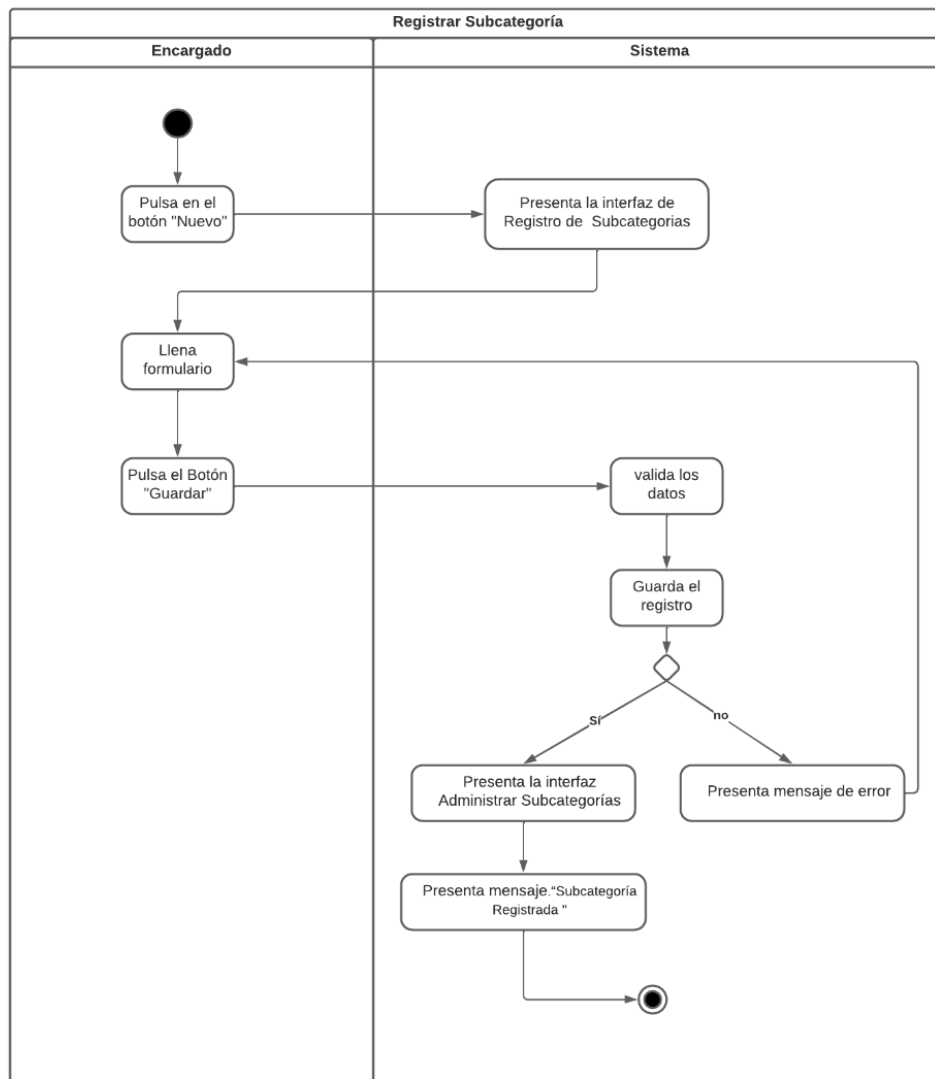 Registrar Subcategoría
Encargado
Sistema
Pulsa en el
botón "Nuevo"
Presenta la interfaz de
Registro de Subcategorias
Llena
formulario
Pulsa el Botón
"Guardar"
valida los
datos
Guarda el
registro
Sí
no
Presenta la interfaz
Administrar Subcategorías
Presenta mensaje de error
Presenta mensaje.“Subcategoría
Registrada "